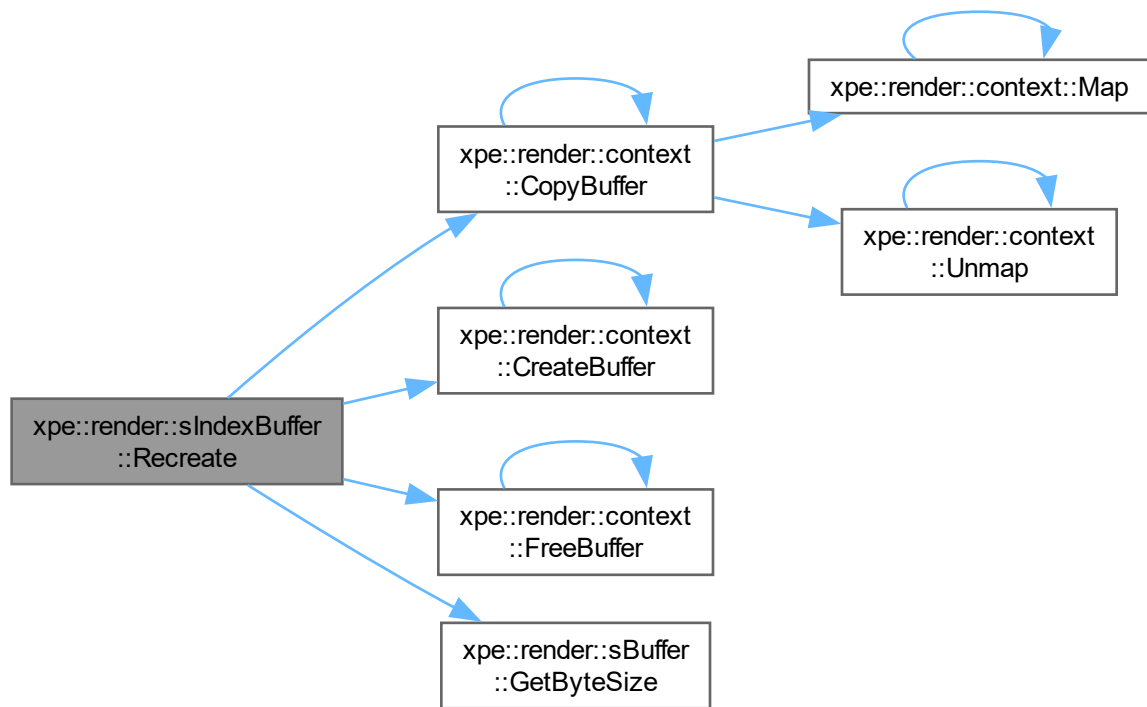 xpe::render::context::Map
xpe::render::context
::CopyBuffer
xpe::render::context
::Unmap
xpe::render::context
::CreateBuffer
xpe::render::sIndexBuffer
::Recreate
xpe::render::context
::FreeBuffer
xpe::render::sBuffer
::GetByteSize